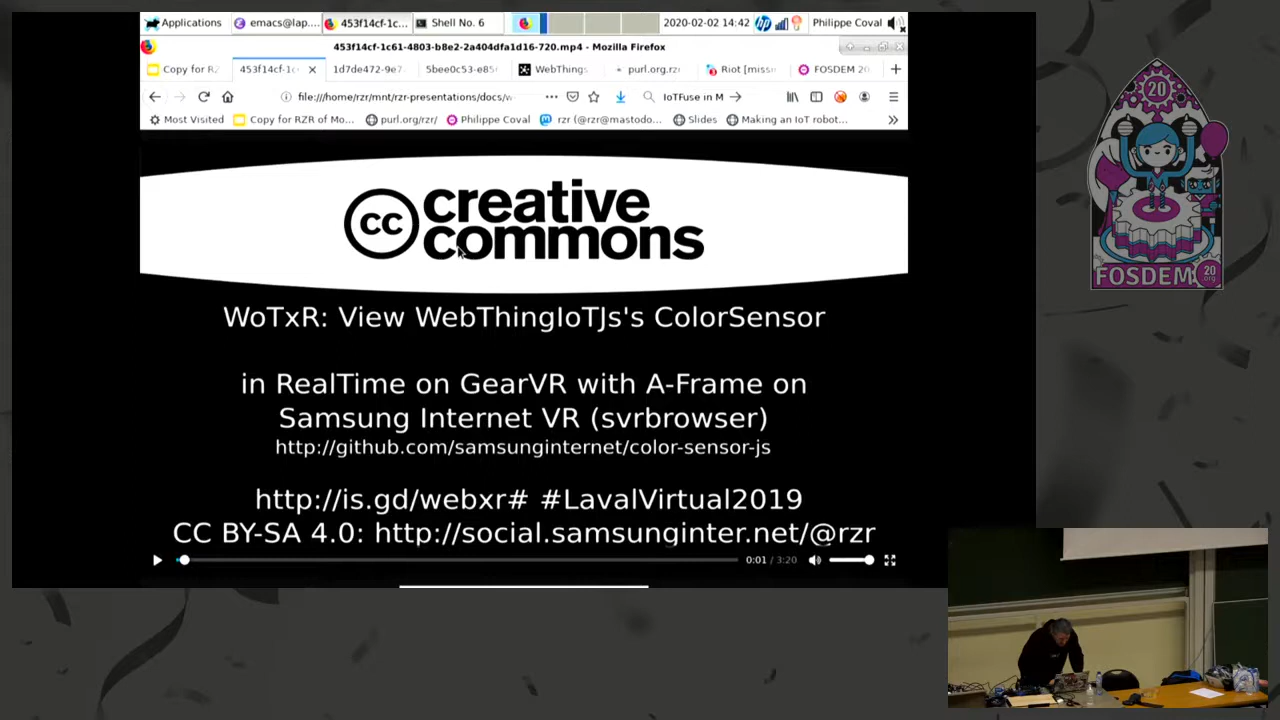 Applications
emacs@lap....
453f14cf-1c...
Shell No. 6
2020-02-02 14:42
Philippe Coval
453f14cf-1c61-4803-b8e2-2a404dfa1d16-720.mp4 - Mozilla Firefox
Copy for RZ
453f14cf-1c
1d7de472-9e7
5bee0c53-e85
WebThings
purl.org.rz
Riot [miss
FOSDEM 20
file:///home/rzr/mnt/rzr-presentations/docs/w
IoTFuse in M
Most Visited
Copy for RZR of Mo...
purl.org/rzr/
Philippe Coval
rzr (@rzr@mastodo...
Slides
Making an IoT robot...
cc creative
commons
WoTxR: View WebThingIoTJs's ColorSensor
in RealTime on GearVR with A-Frame on
Samsung Internet VR (svrbrowser)
http://github.com/samsunginternet/color-sensor-js
http://is.gd/webxr# #LavalVirtual2019
CC BY-SA 4.0: http://social.samsunginter.net/@rzr
0:01 / 3:20
20
FOSDEM 20
.org